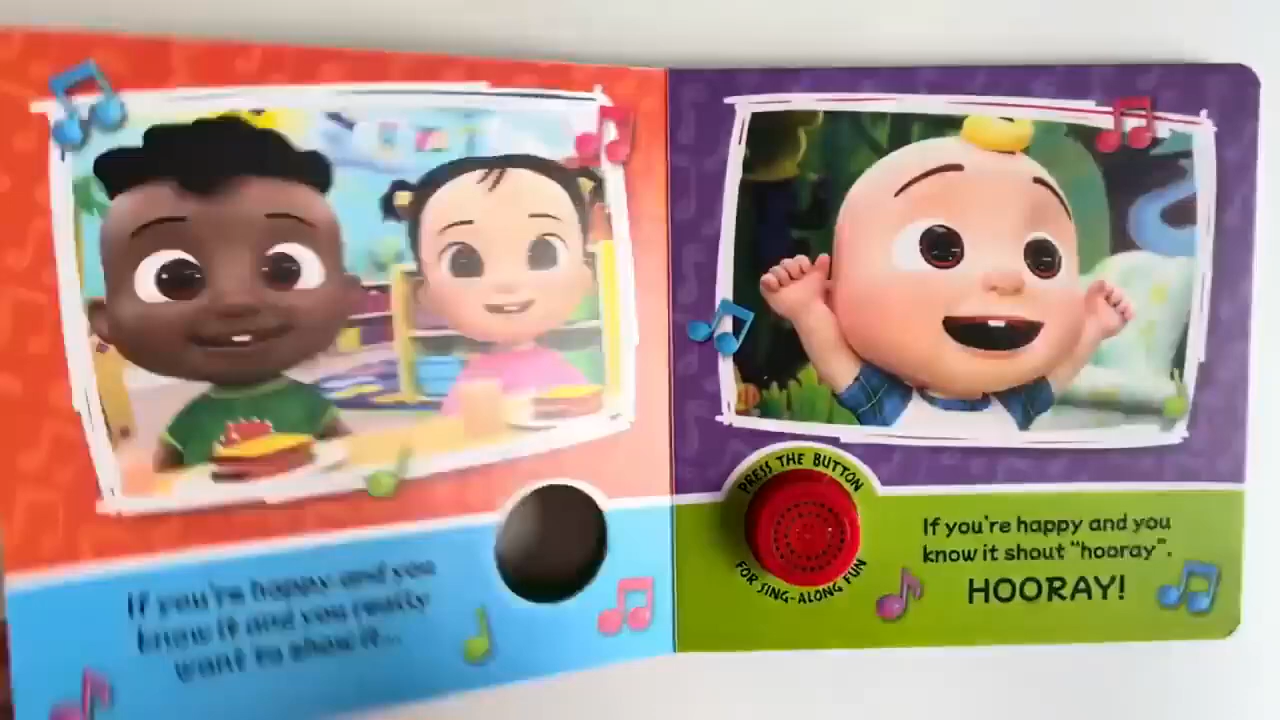 If you're happy and you
know it and you really
want to show it...
PRESS THE BUTTON
FOR SING-ALONG FUN
If you're happy and you
know it shout "hooray".
HOORAY!